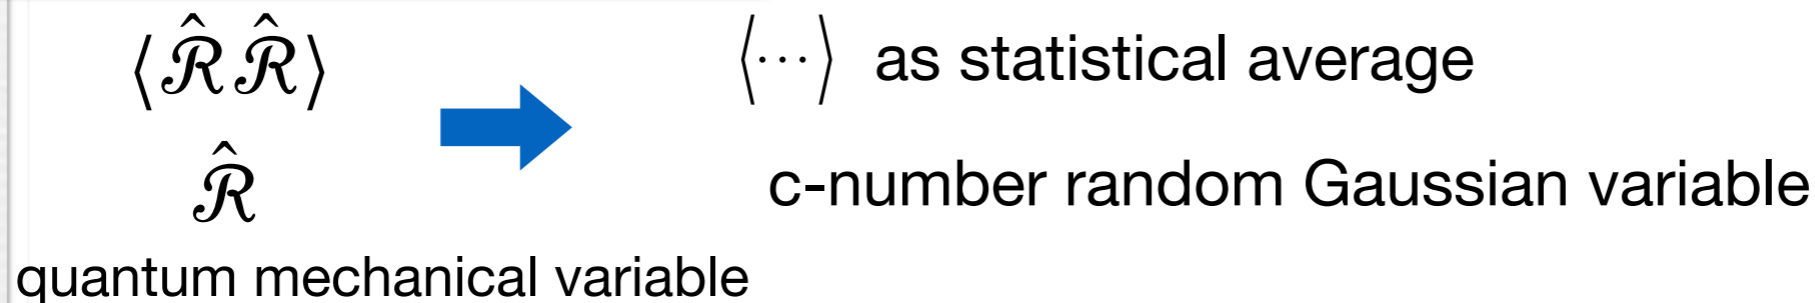 ⟨ℛ̂ ℛ̂⟩
ℛ̂
quantum mechanical variable
⟨⋯⟩ as statistical average
c-number random Gaussian variable